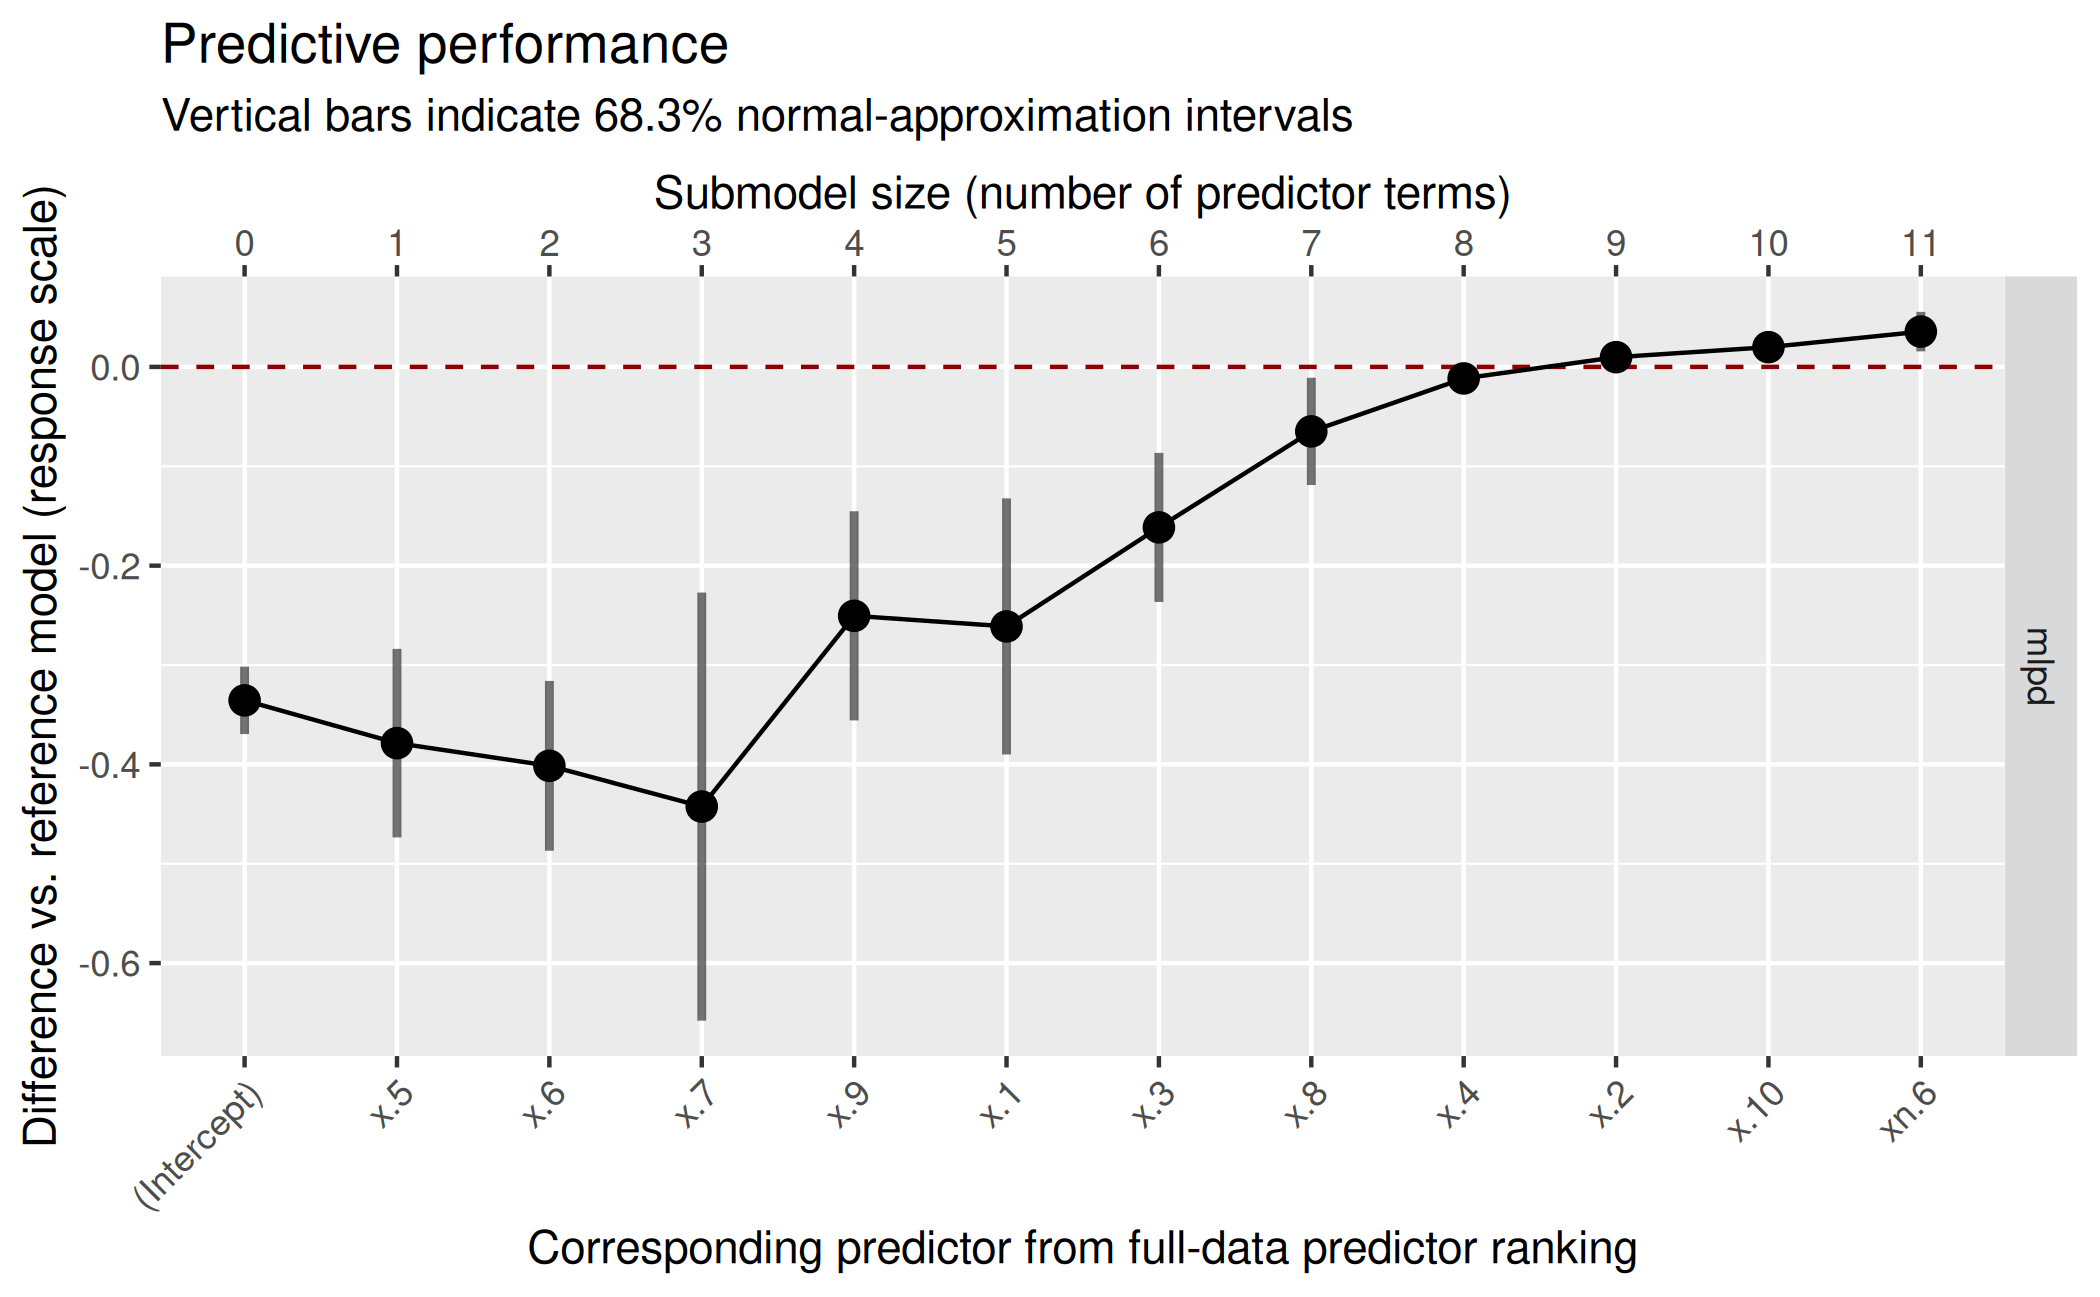 Predictive performance
Vertical bars indicate 68.3% normal-approximation intervals
Submodel size (number of predictor terms)
0 1 2 3 4 5 6 7 8 9 10 11
Difference vs. reference model (response scale)
0.0
-0.2
-0.4
-0.6
mlpd
(Intercept) x.5 x.6 x.7 x.9 x.1 x.3 x.8 x.4 x.2 x.10 xn.6
Corresponding predictor from full-data predictor ranking